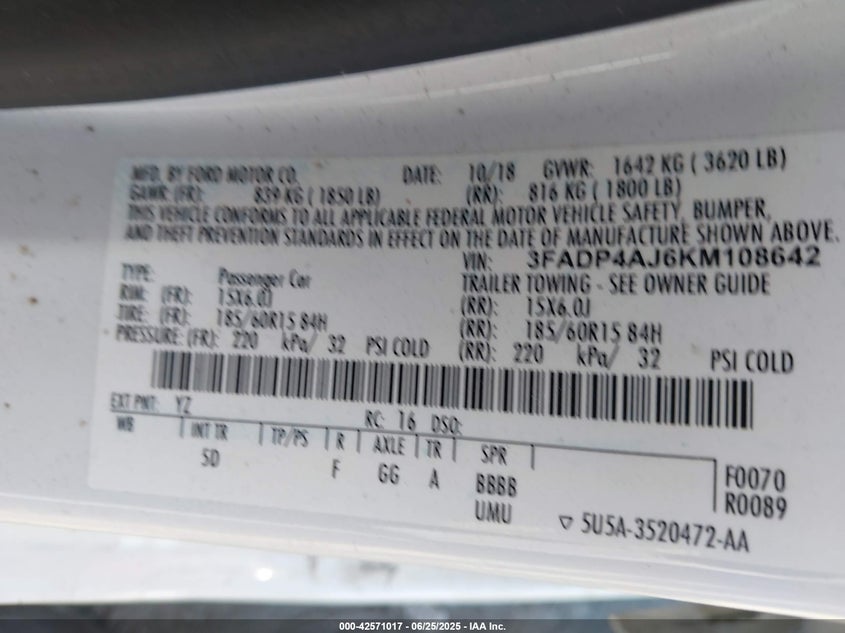 MFD. BY FORD MOTOR CO. DATE: 10/18 GVWR: 1642 KG ( 3620 LB)
GAWR: (FR): 839 KG ( 1850 LB) (RR): 816 KG ( 1800 LB)
THIS VEHICLE CONFORMS TO ALL APPLICABLE FEDERAL MOTOR VEHICLE SAFETY, BUMPER,
AND THEFT PREVENTION STANDARDS IN EFFECT ON THE DATE OF MANUFACTURE SHOWN ABOVE.
VIN: 3FADP4AJ6KM108642
TYPE: Passenger Car TRAILER TOWING - SEE OWNER GUIDE
RIM: (FR): 15X6.0J (RR): 15X6.0J
TIRE: (FR): 185/60R15 84H (RR): 185/60R15 84H
PRESSURE: (FR): 220 kPa/ 32 PSI COLD (RR): 220 kPa/ 32 PSI COLD
EXT PNT: YZ RC: 16 DSO:
WB INT TR TP/PS R AXLE TR SPR F0070
SD F GG A BBBB R0089
UMU ▽ 5U5A-3520472-AA
000-42571017 - 06/25/2025 - IAA Inc.